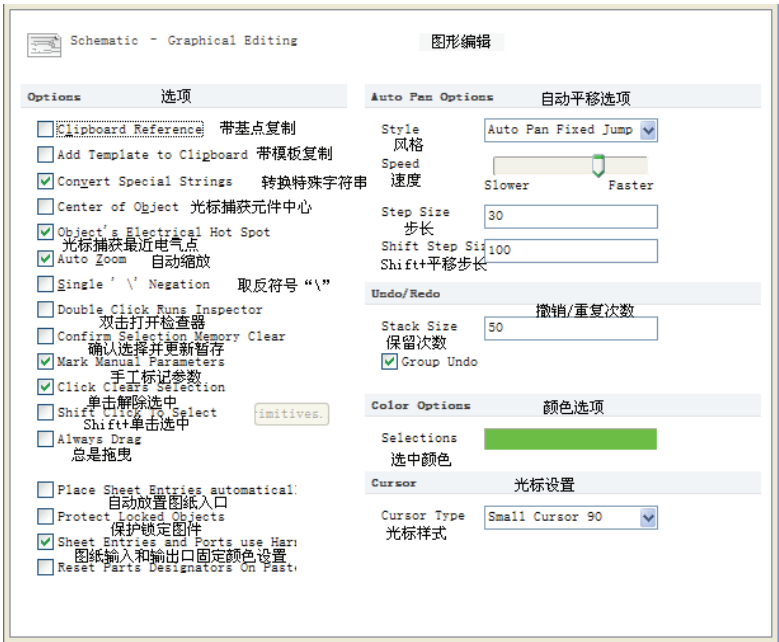 Schematic - Graphical Editing 图形编辑
Options 选项
Clipboard Reference 带基点复制
Add Template to Clipboard 带模板复制
Convert Special Strings 转换特殊字符串
Center of Object 光标捕获元件中心
Object's Electrical Hot Spot
光标捕获最近电气点
Auto Zoom 自动缩放
Single '\' Negation 取反符号“\”
Double Click Runs Inspector
双击打开检查器
Confirm Selection Memory Clear
确认选择并更新暂存
Mark Manual Parameters
手工标记参数
Click Clears Selection
单击解除选中
Shift Click To Select imitives.
Shift+单击选中
Always Drag
总是拖曳
Place Sheet Entries automatical
自动放置图纸入口
Protect Locked Objects
保护锁定图件
Sheet Entries and Ports use Har
图纸输入和输出口固定颜色设置
Reset Parts Designators On Past
Auto Pan Options 自动平移选项
Style Auto Pan Fixed Jump
风格
Speed
速度
Slower Faster
Step Size 30
步长
Shift Step Si 100
Shift+平移步长
Undo/Redo
撤销/重复次数
Stack Size 50
保留次数
Group Undo
Color Options 颜色选项
Selections
选中颜色
Cursor 光标设置
Cursor Type Small Cursor 90
光标样式